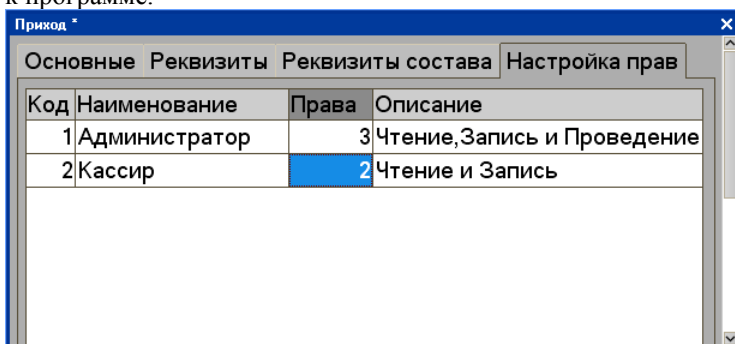 к программе.
Приход *
Основные Реквизиты Реквизиты состава Настройка прав
Код Наименование Права Описание
1 Администратор 3 Чтение,Запись и Проведение
2 Кассир 2 Чтение и Запись